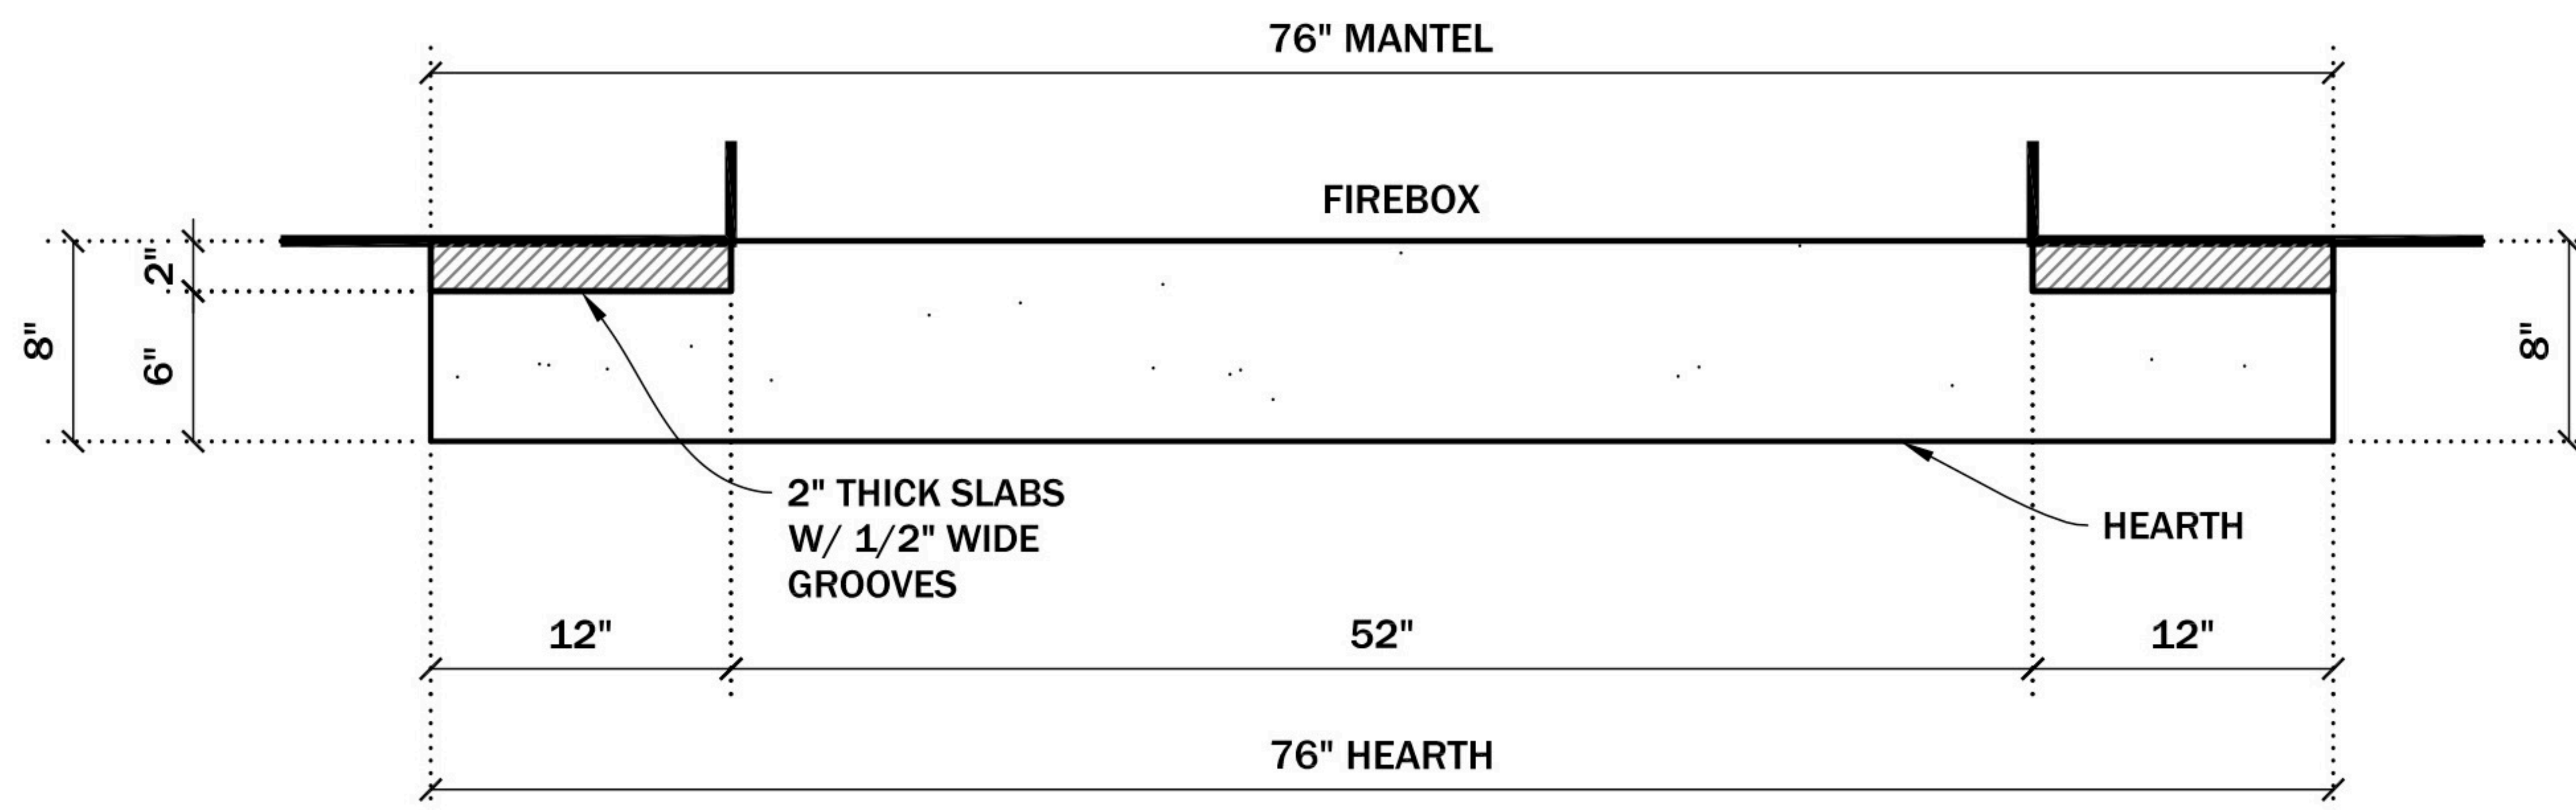 76" MANTEL
FIREBOX
2"
8"
6"
8"
2" THICK SLABS
W/ 1/2" WIDE
GROOVES
HEARTH
12"
52"
12"
76" HEARTH